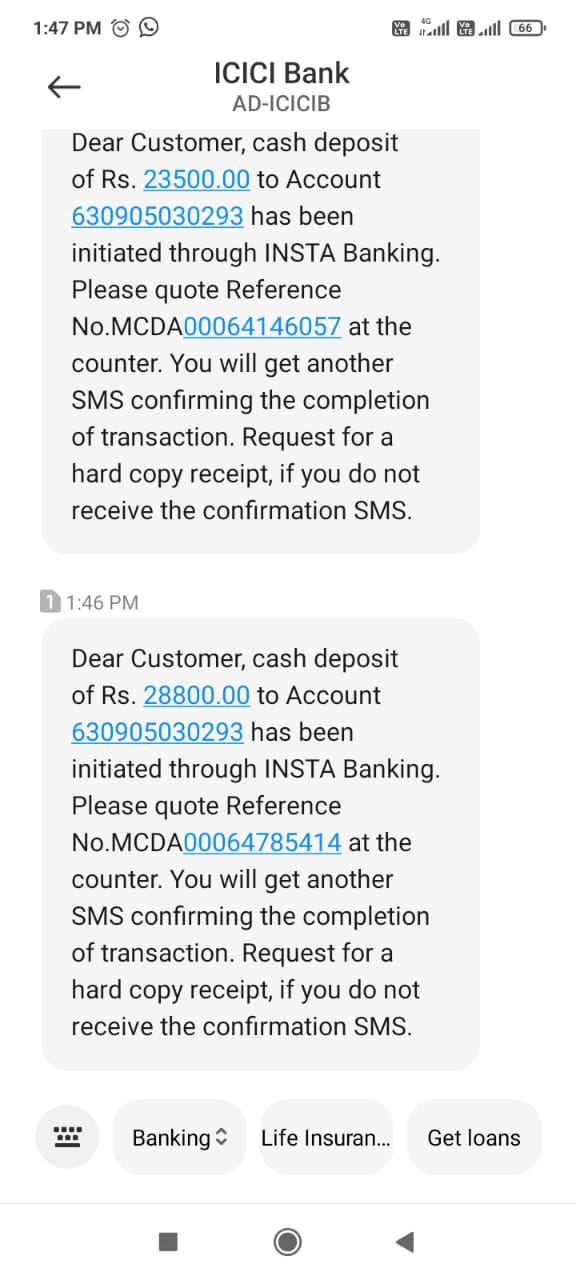 1:47 PM
Vo LTE 4G Vo LTE 66
ICICI Bank
AD-ICICIB
Dear Customer, cash deposit
of Rs. 23500.00 to Account
630905030293 has been
initiated through INSTA Banking.
Please quote Reference
No.MCDA00064146057 at the
counter. You will get another
SMS confirming the completion
of transaction. Request for a
hard copy receipt, if you do not
receive the confirmation SMS.
1 1:46 PM
Dear Customer, cash deposit
of Rs. 28800.00 to Account
630905030293 has been
initiated through INSTA Banking.
Please quote Reference
No.MCDA00064785414 at the
counter. You will get another
SMS confirming the completion
of transaction. Request for a
hard copy receipt, if you do not
receive the confirmation SMS.
Banking Life Insuran... Get loans